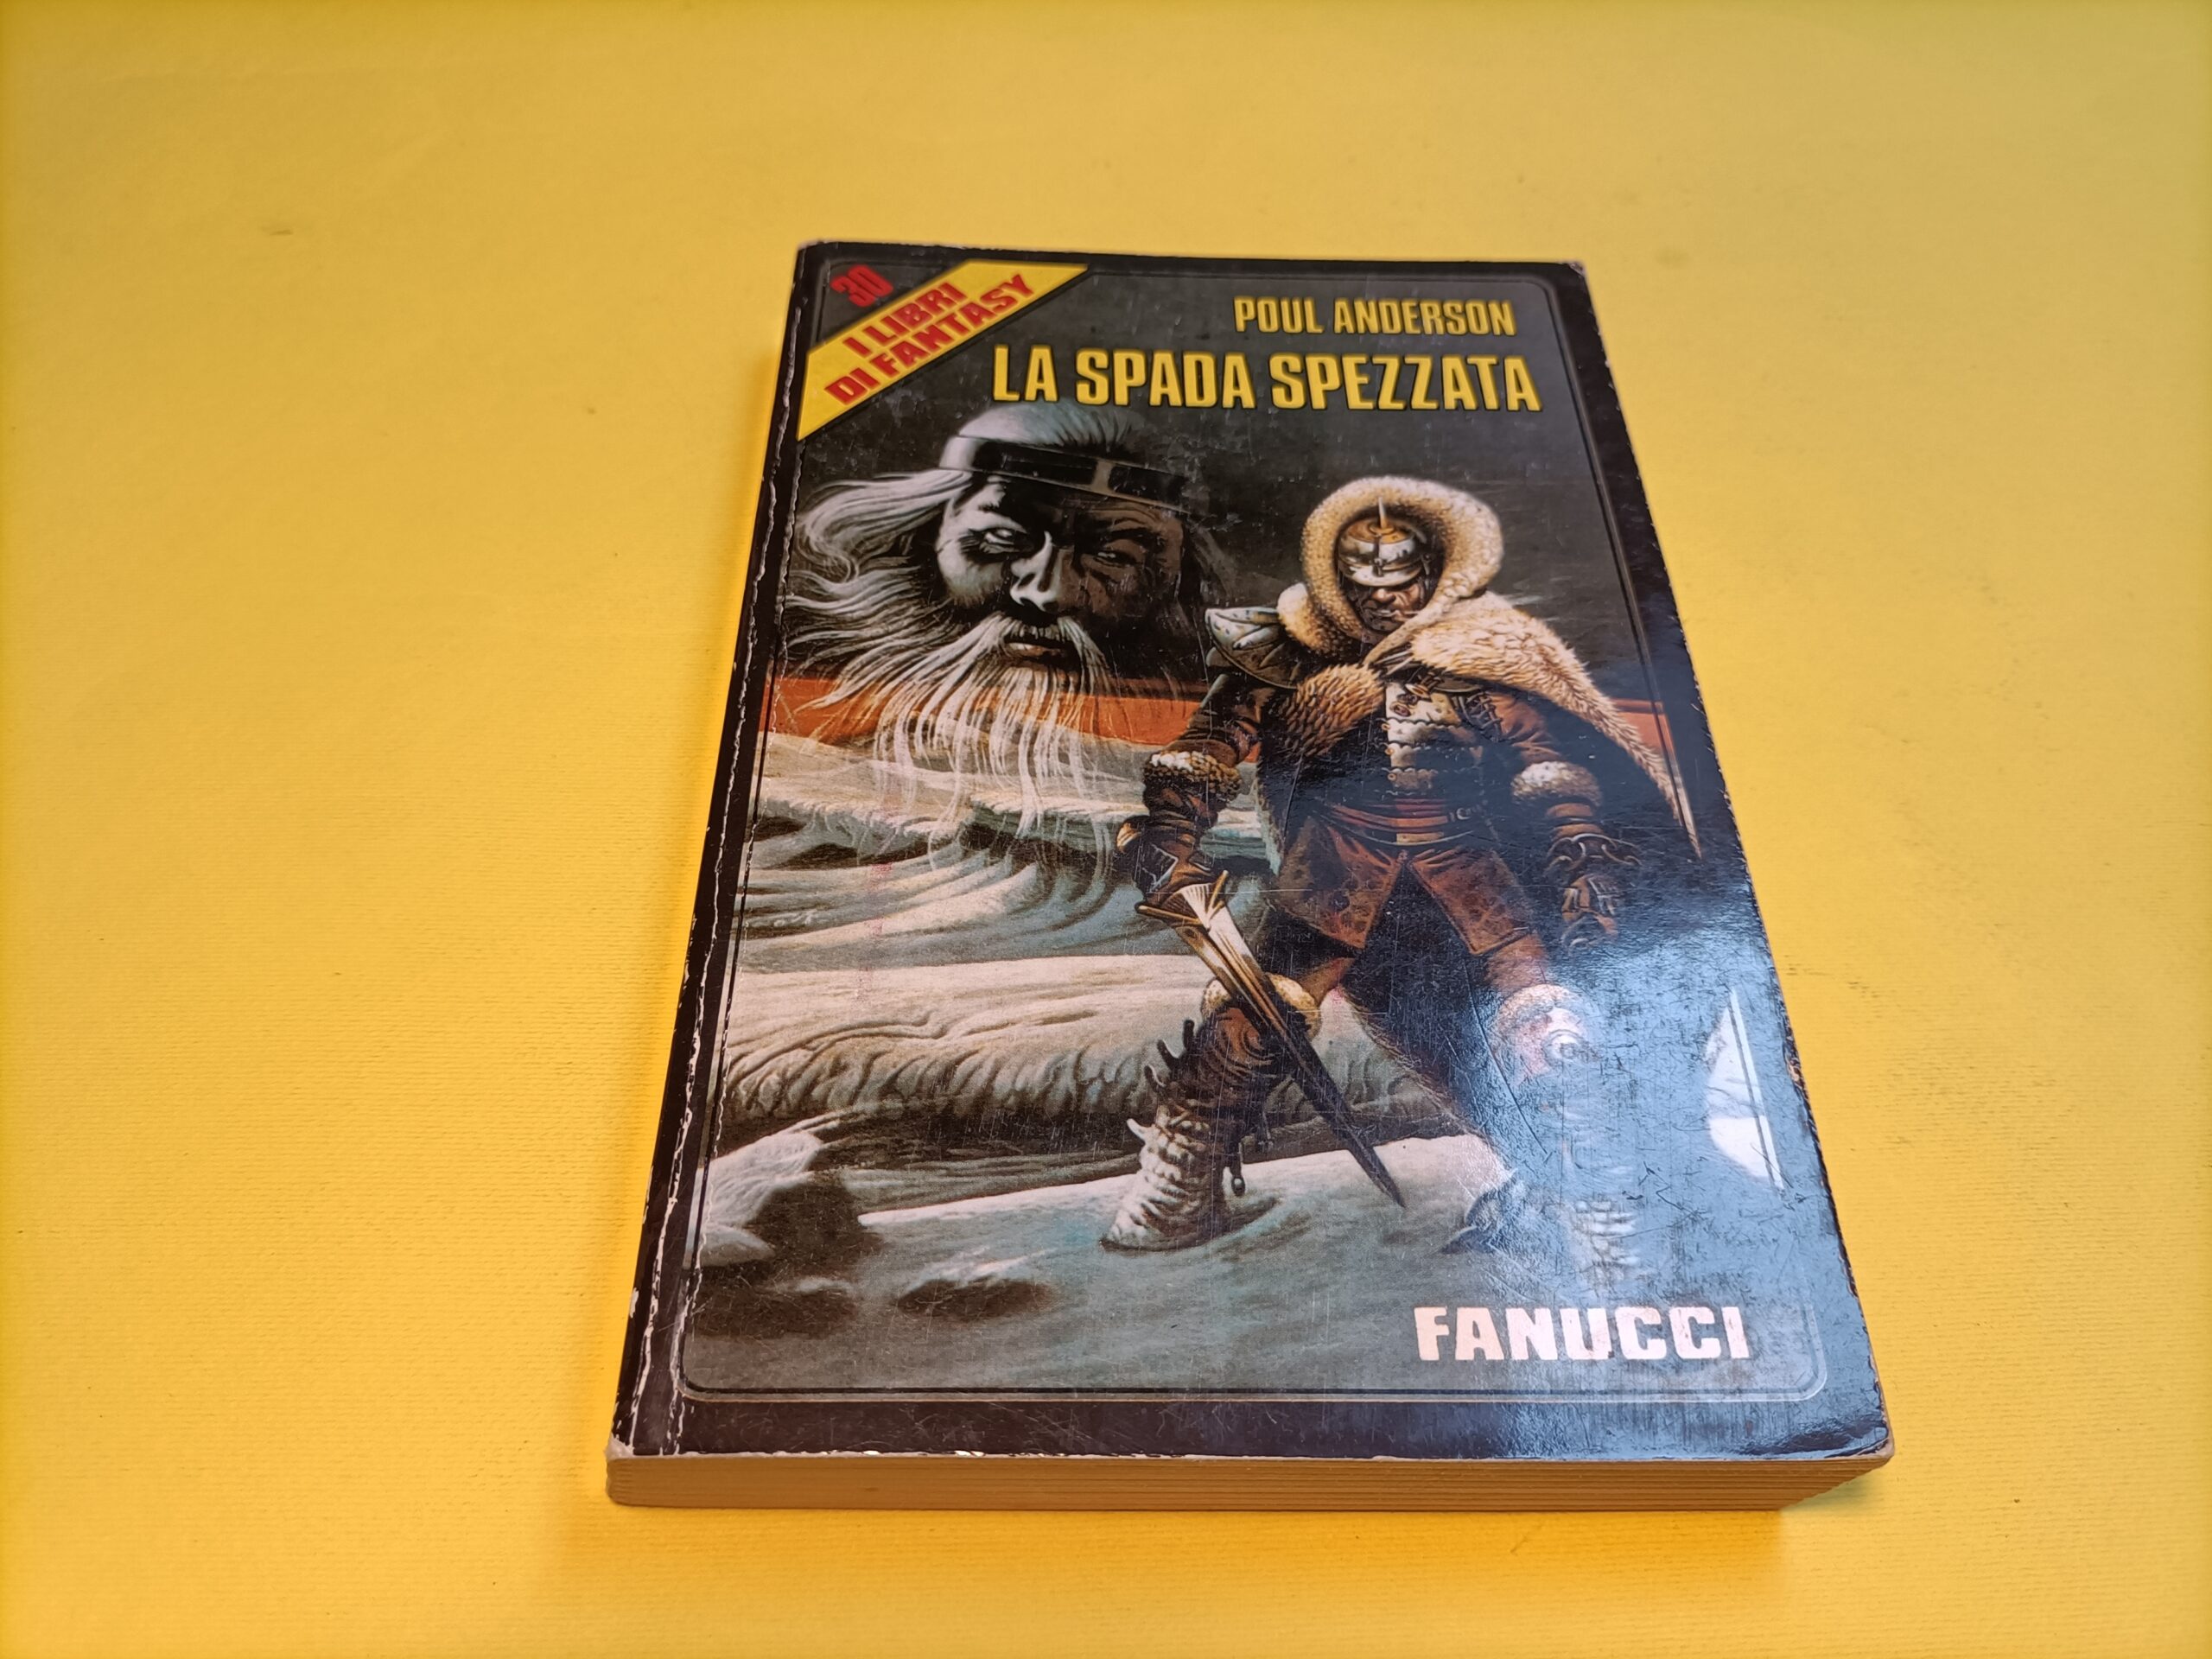 30
I LIBRI
DI FANTASY
POUL ANDERSON
LA SPADA SPEZZATA
FANUCCI